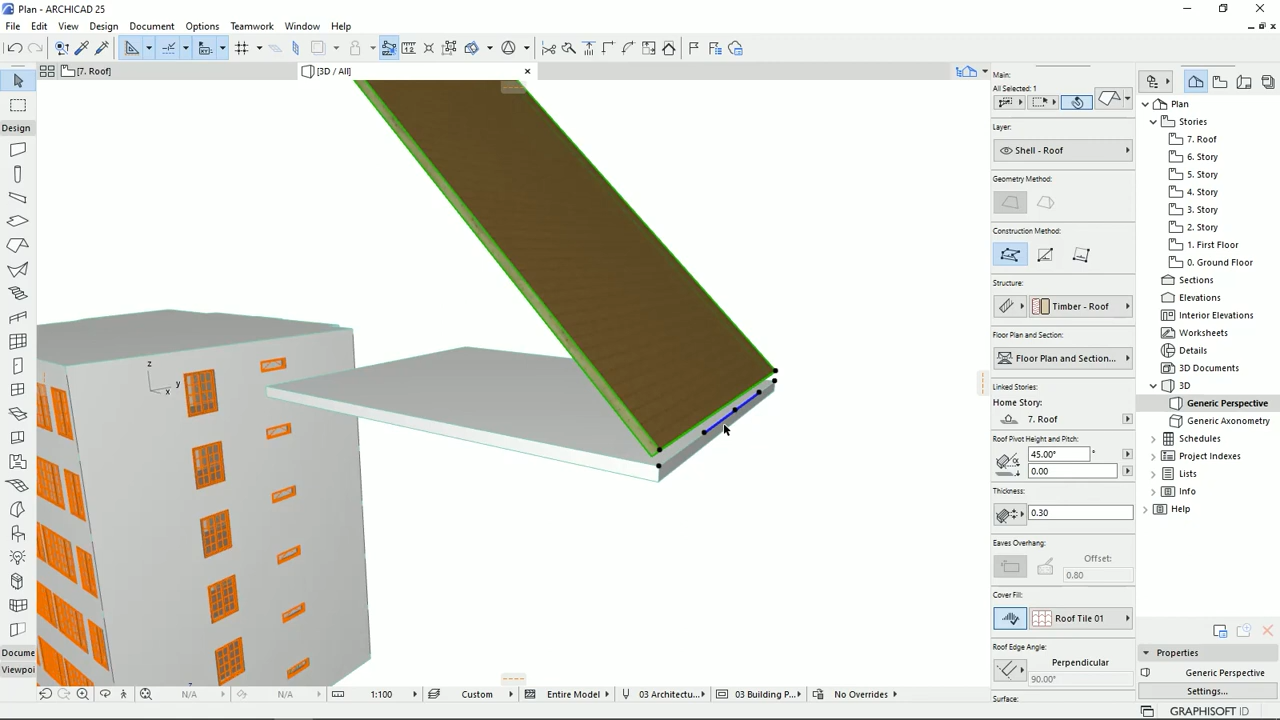 Plan - ARCHICAD 25
File Edit View Design Document Options Teamwork Window Help
[7. Roof]
[3D / All]
Design
Docume
Viewpoi
z
y
x
z
Main:
All Selected: 1
Layer:
Shell - Roof
Geometry Method:
Construction Method:
Structure:
Timber - Roof
Floor Plan and Section:
Floor Plan and Section...
Linked Stories:
Home Story:
7. Roof
Roof Pivot Height and Pitch:
45.00°
°
0.00
Thickness:
0.30
Eaves Overhang:
Offset:
0.80
Cover Fill:
Roof Tile 01
Roof Edge Angle:
Perpendicular
90.00°
Surface:
Plan
Stories
7. Roof
6. Story
5. Story
4. Story
3. Story
2. Story
1. First Floor
0. Ground Floor
Sections
Elevations
Interior Elevations
Worksheets
Details
3D Documents
3D
Generic Perspective
Generic Axonometry
Schedules
Project Indexes
Lists
Info
Help
Properties
Generic Perspective
Settings...
N/A
N/A
1:100
Custom
Entire Model
03 Architectu...
03 Building P...
No Overrides
GRAPHISOFT ID